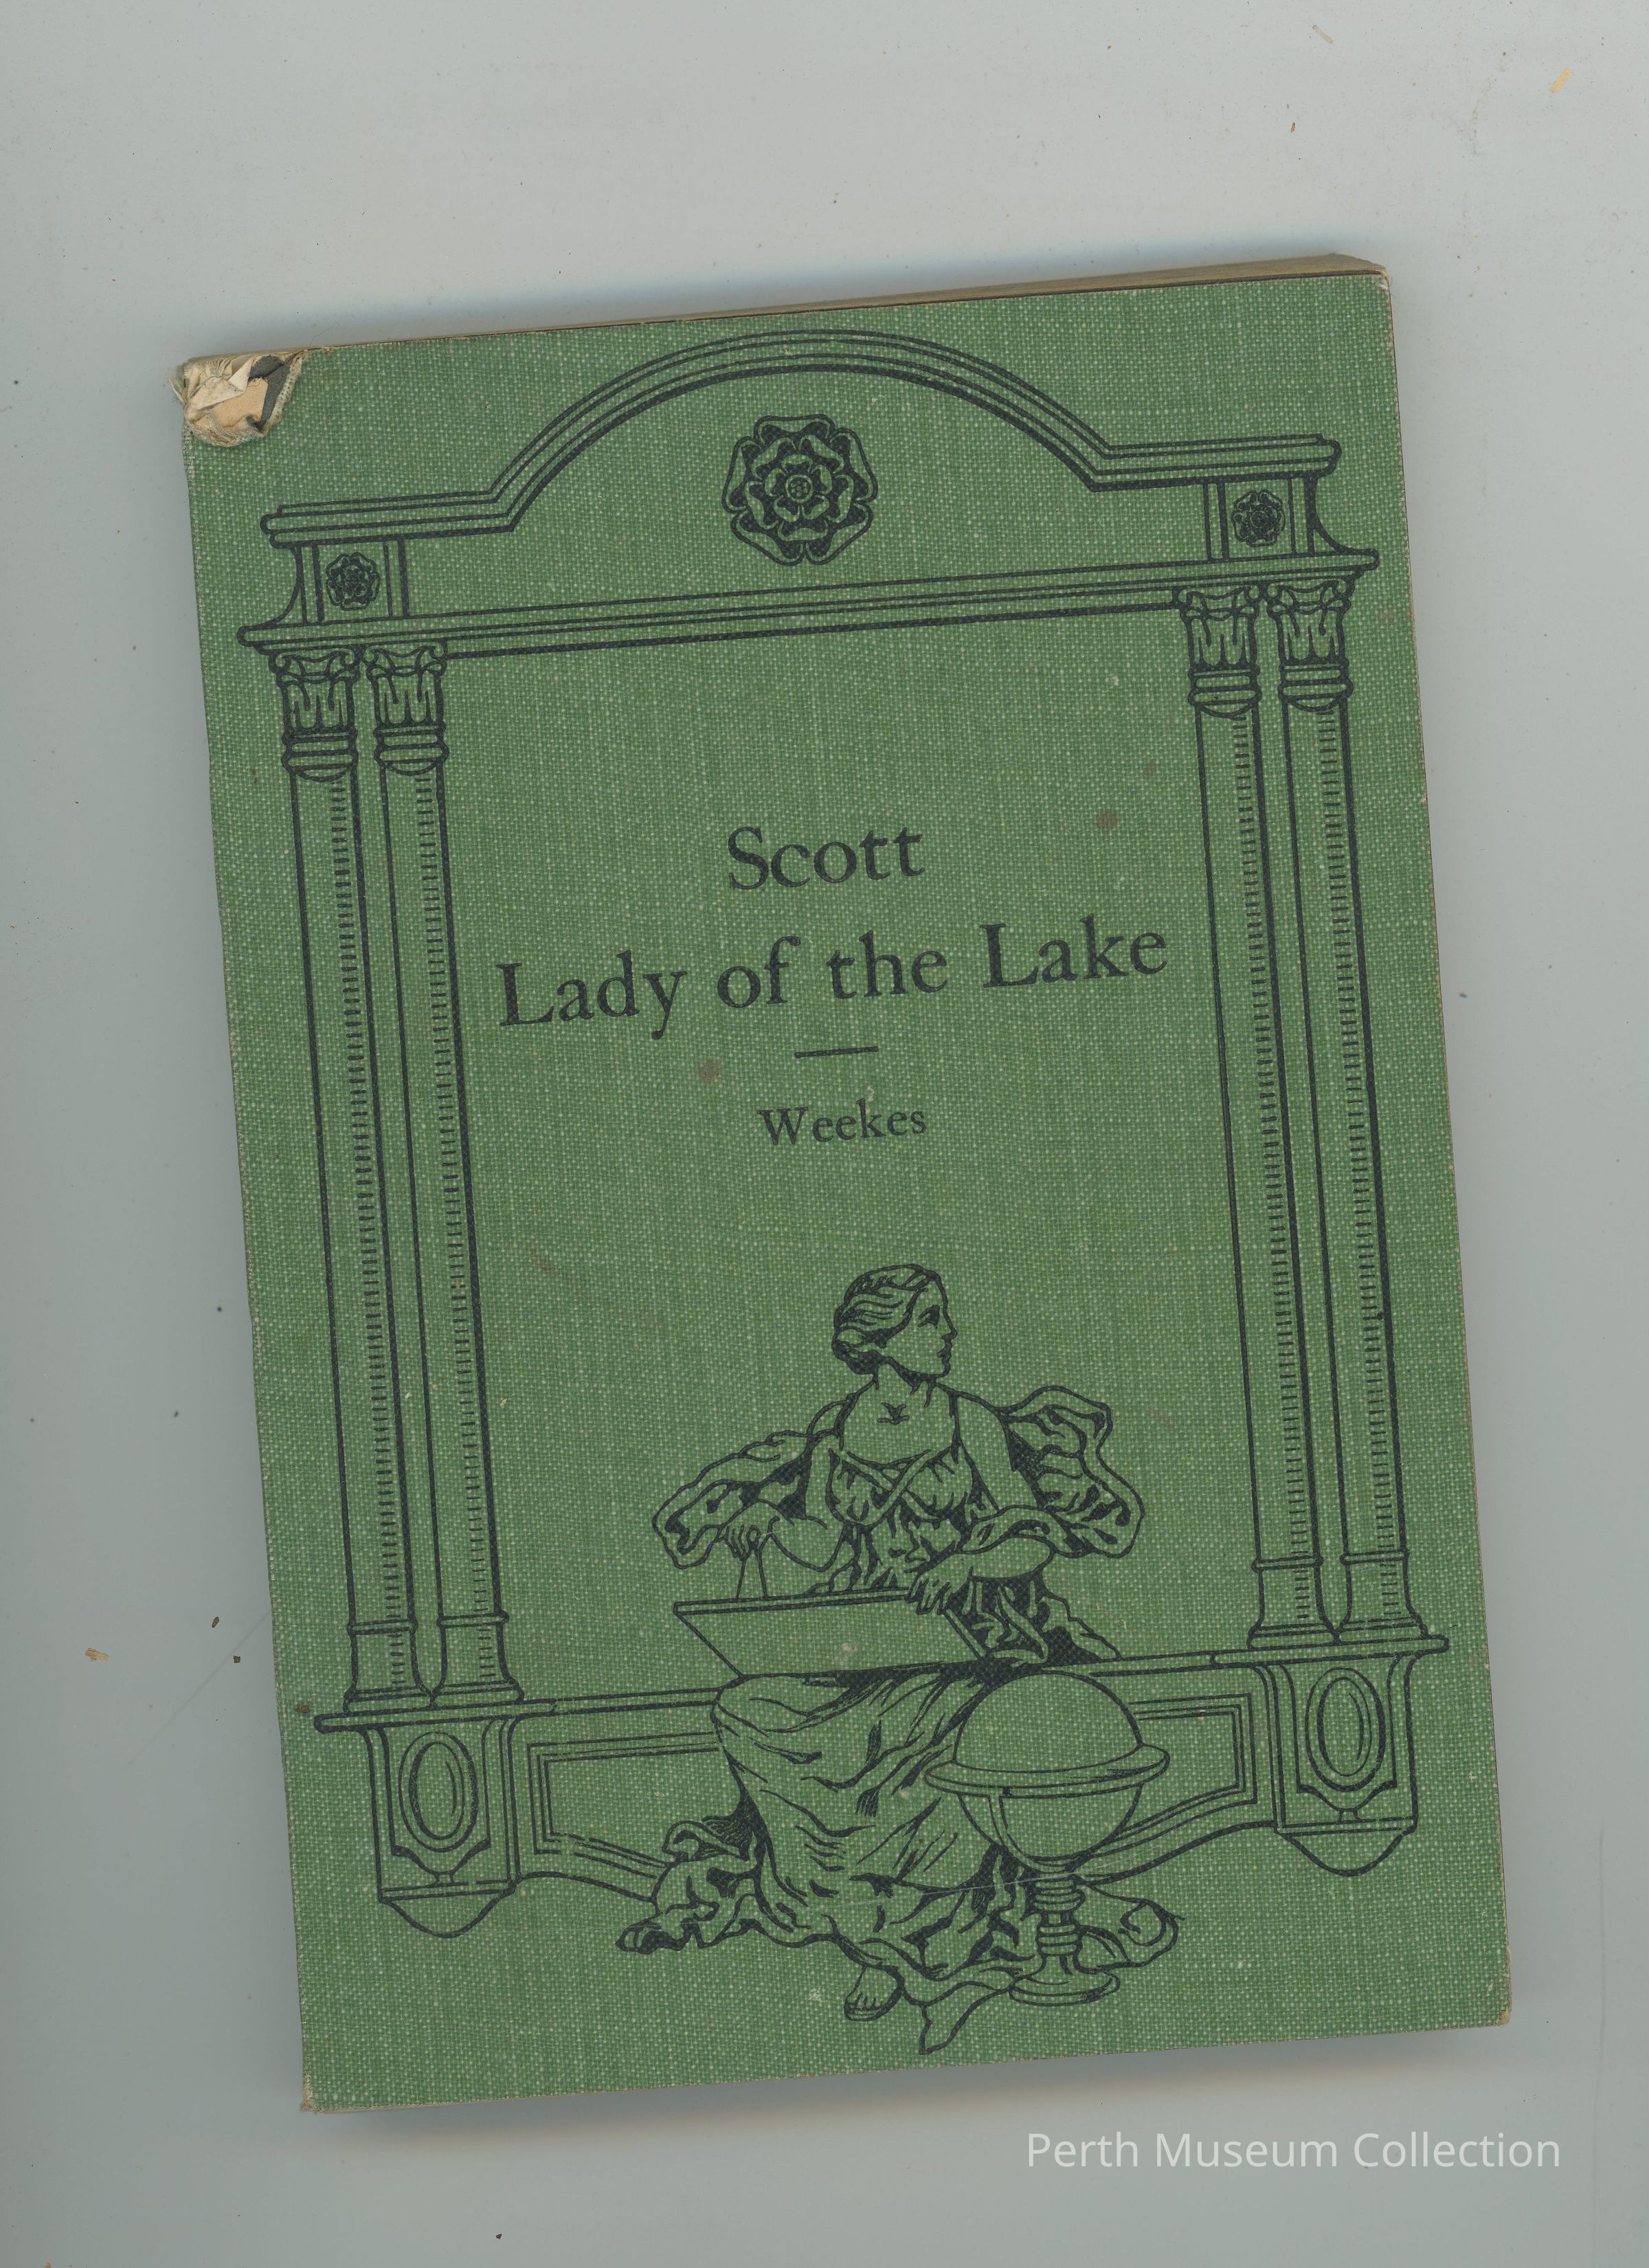 Scott
Lady of the Lake
Weekes
Perth Museum Collection